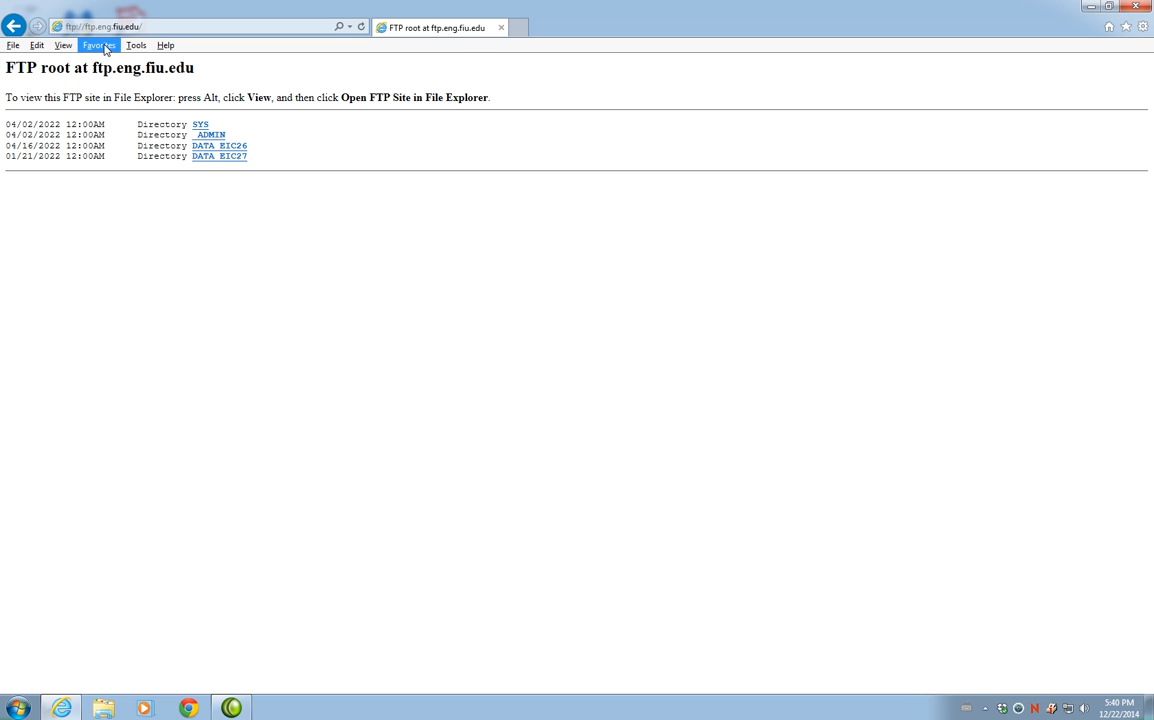 ftp://ftp.eng.fiu.edu/
FTP root at ftp.eng.fiu.edu
File Edit View Favorites Tools Help
FTP root at ftp.eng.fiu.edu
To view this FTP site in File Explorer: press Alt, click View, and then click Open FTP Site in File Explorer.
04/02/2022 12:00AM Directory SYS
04/02/2022 12:00AM Directory _ADMIN
04/16/2022 12:00AM Directory DATA_EIC26
01/21/2022 12:00AM Directory DATA_EIC27
5:40 PM
12/22/2014